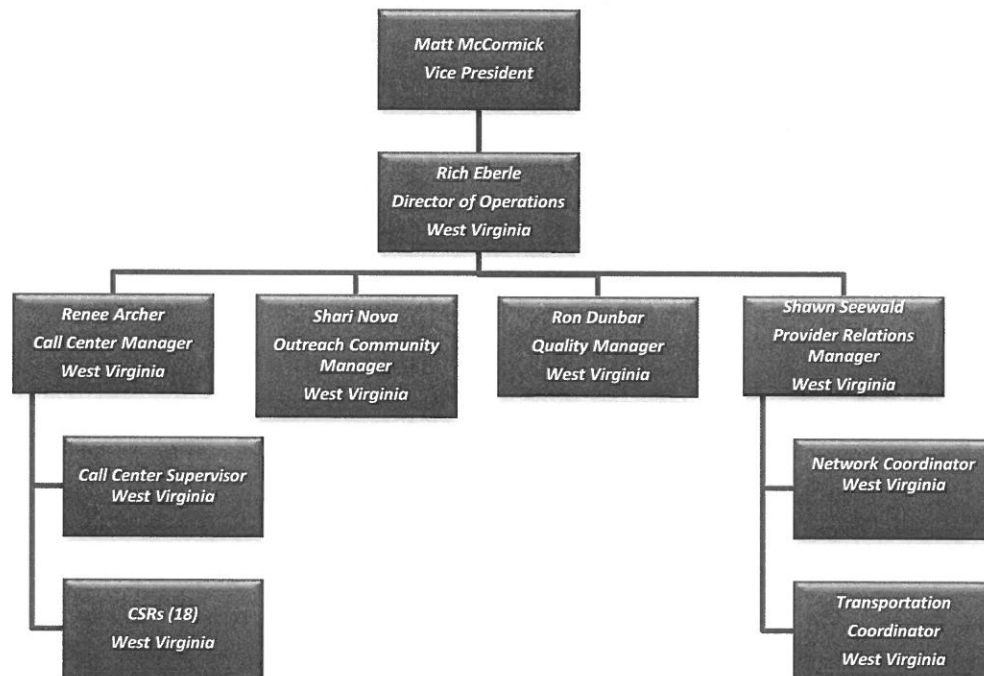 Matt McCormick
Vice President
Rich Eberle
Director of Operations
West Virginia
Renee Archer
Call Center Manager
West Virginia
Shari Nova
Outreach Community
Manager
West Virginia
Ron Dunbar
Quality Manager
West Virginia
Shawn Seewald
Provider Relations
Manager
West Virginia
Call Center Supervisor
West Virginia
CSRs (18)
West Virginia
Network Coordinator
West Virginia
Transportation
Coordinator
West Virginia